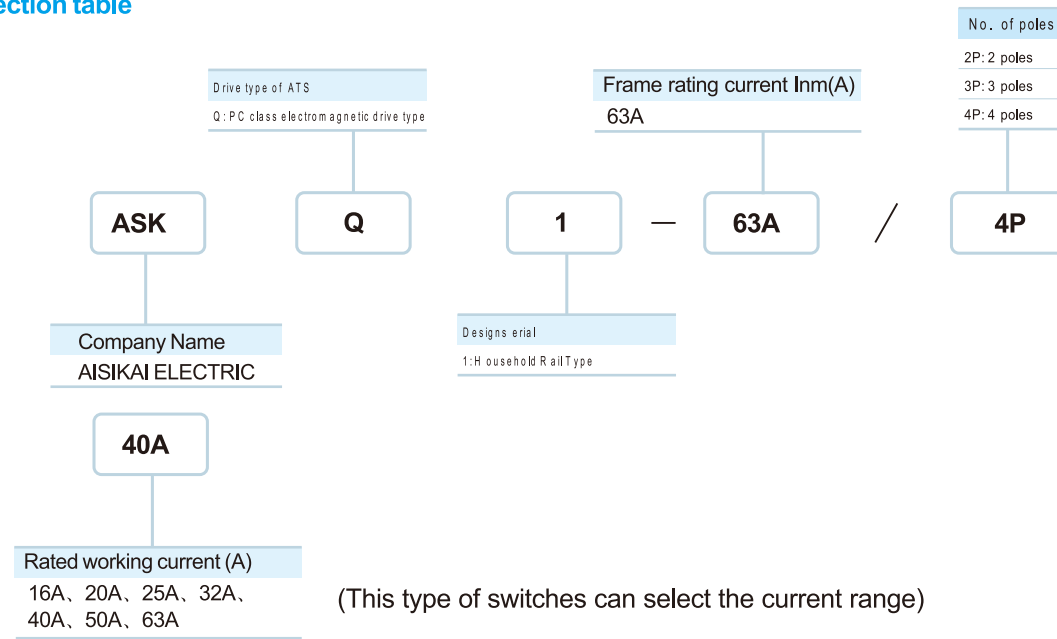 ection table
No. of poles
2P: 2 poles
3P: 3 poles
4P: 4 poles
Drive type of ATS
Q: PC class electromagnetic drive type
Frame rating current Inm(A)
63A
ASK
Q
1
—
63A
/
4P
Company Name
AISIKAI ELECTRIC
Designs erial
1:H ousehold Rail Type
40A
Rated working current (A)
16A、20A、25A、32A、
40A、50A、63A
(This type of switches can select the current range)